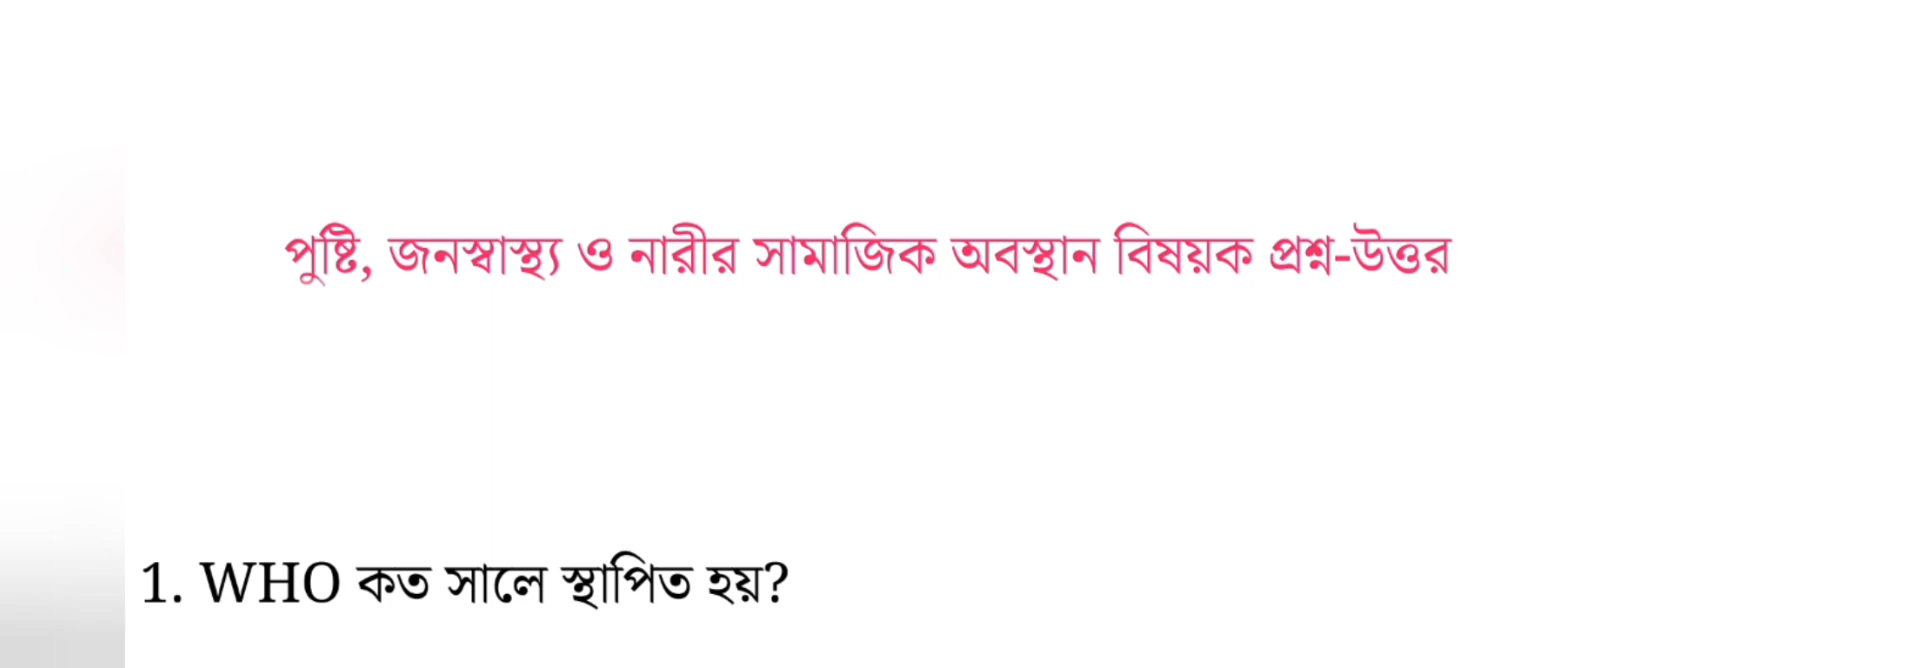 পুষ্টি, জনস্বাস্থ্য ও নারীর সামাজিক অবস্থান বিষয়ক প্রশ্ন-উত্তর
1. WHO কত সালে স্থাপিত হয়?